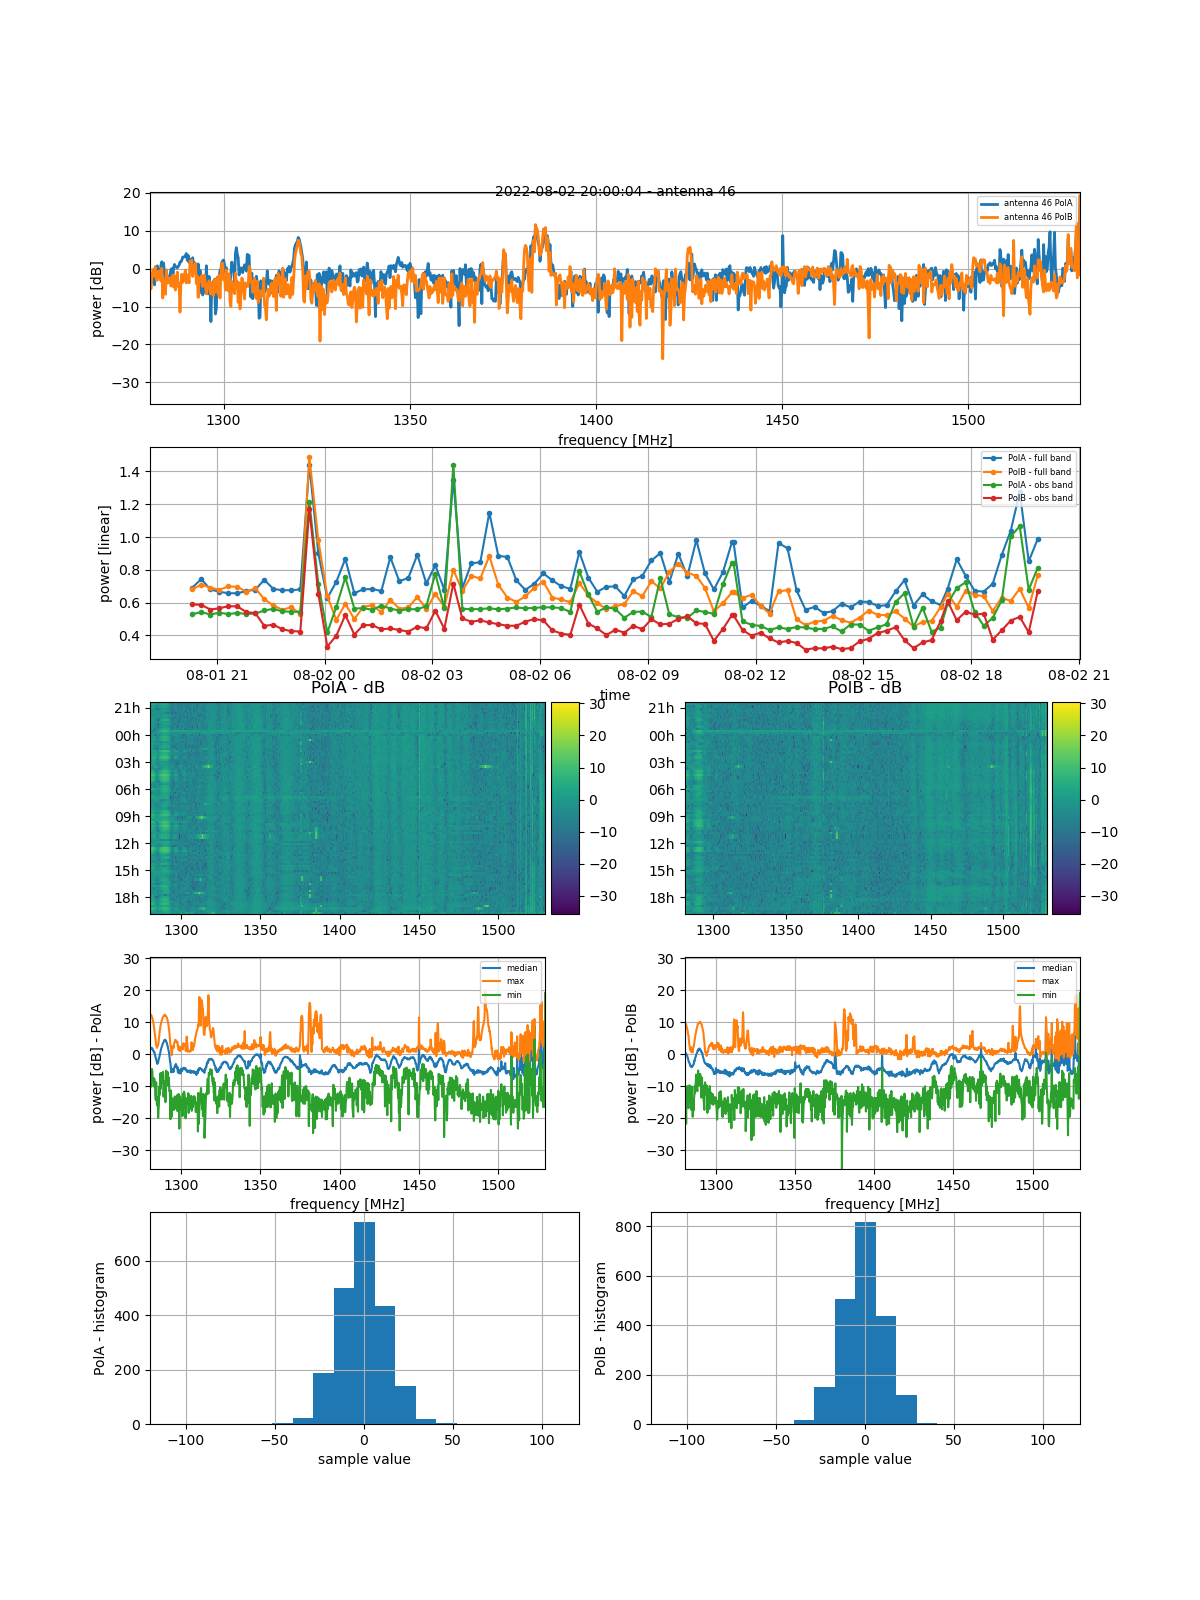 2022-08-02 20:00:04 - antenna 46
20
10
0
−10
−20
−30
power [dB]
antenna 46 PolA
antenna 46 PolB
1300
1350
1400
1450
1500
frequency [MHz]
1.4
1.2
1.0
0.8
0.6
0.4
power [linear]
PolA - full band
PolB - full band
PolA - obs band
PolB - obs band
08-01 21
08-02 00
08-02 03
08-02 06
08-02 09
08-02 12
08-02 15
08-02 18
08-02 21
time
PolA - dB
21h
00h
03h
06h
09h
12h
15h
18h
1300
1350
1400
1450
1500
30
20
10
0
−10
−20
−30
PolB - dB
21h
00h
03h
06h
09h
12h
15h
18h
1300
1350
1400
1450
1500
30
20
10
0
−10
−20
−30
30
20
10
0
−10
−20
−30
power [dB] - PolA
median
max
min
1300
1350
1400
1450
1500
frequency [MHz]
30
20
10
0
−10
−20
−30
power [dB] - PolB
median
max
min
1300
1350
1400
1450
1500
frequency [MHz]
600
400
200
0
PolA - histogram
−100
−50
0
50
100
sample value
800
600
400
200
0
PolB - histogram
−100
−50
0
50
100
sample value